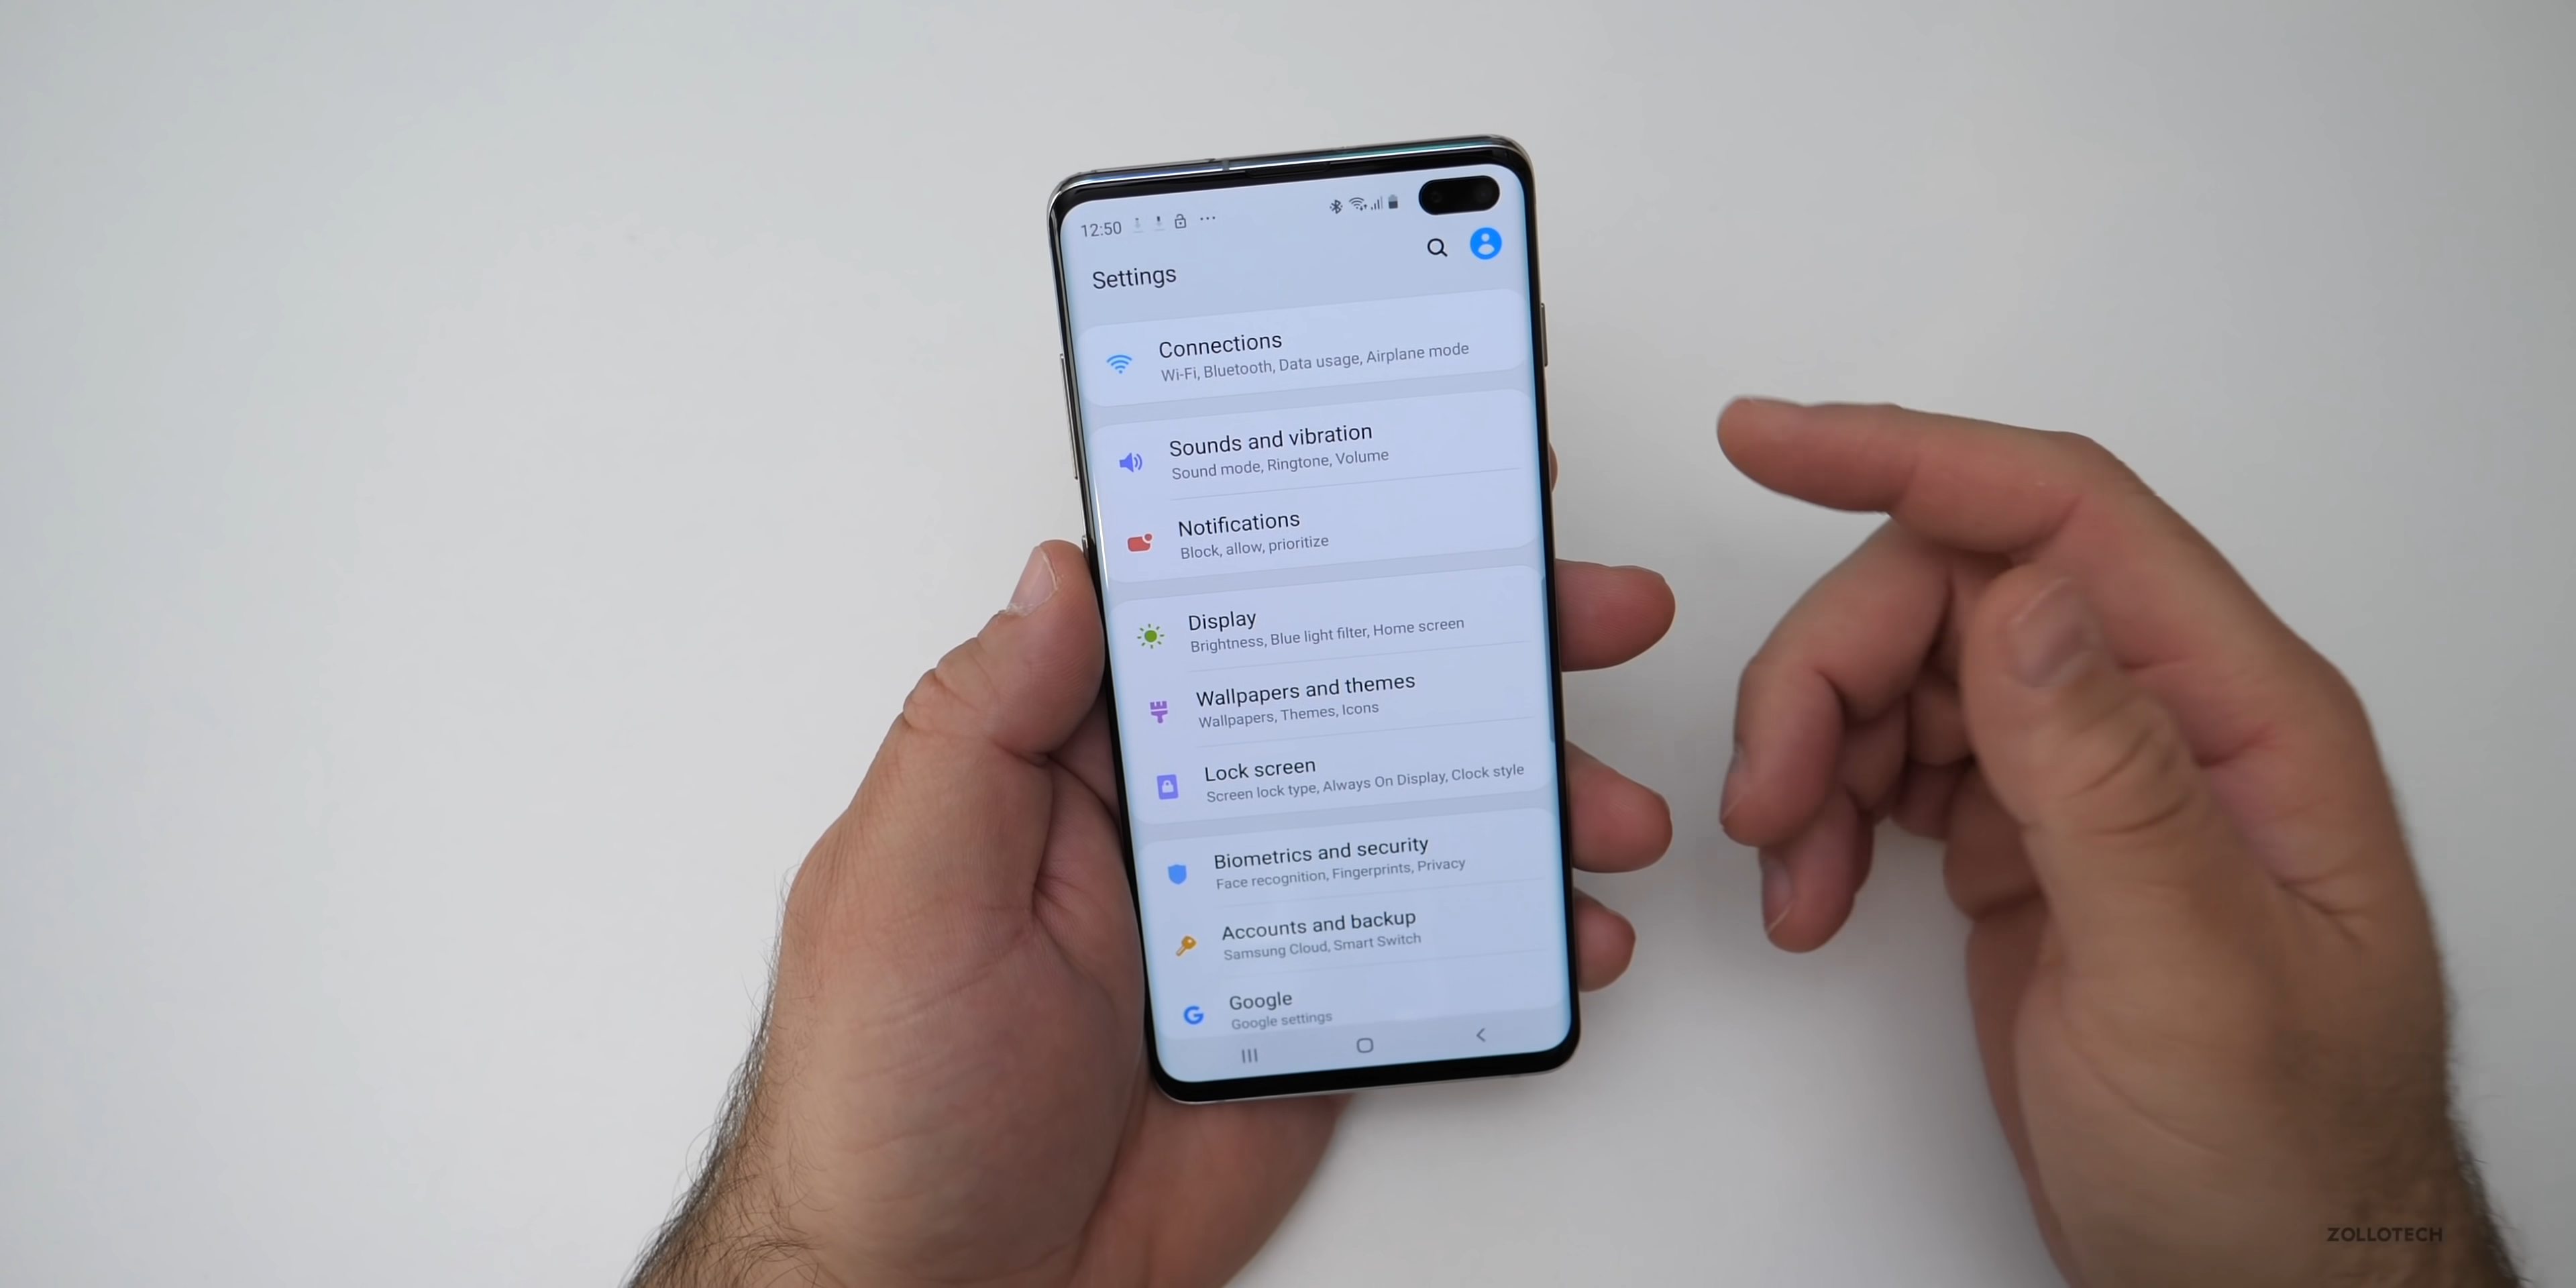 12:50
Settings
Connections
Wi-Fi, Bluetooth, Data usage, Airplane mode
Sounds and vibration
Sound mode, Ringtone, Volume
Notifications
Block, allow, prioritize
Display
Brightness, Blue light filter, Home screen
Wallpapers and themes
Wallpapers, Themes, Icons
Lock screen
Screen lock type, Always On Display, Clock style
Biometrics and security
Face recognition, Fingerprints, Privacy
Accounts and backup
Samsung Cloud, Smart Switch
Google
Google settings
ZOLLOTECH